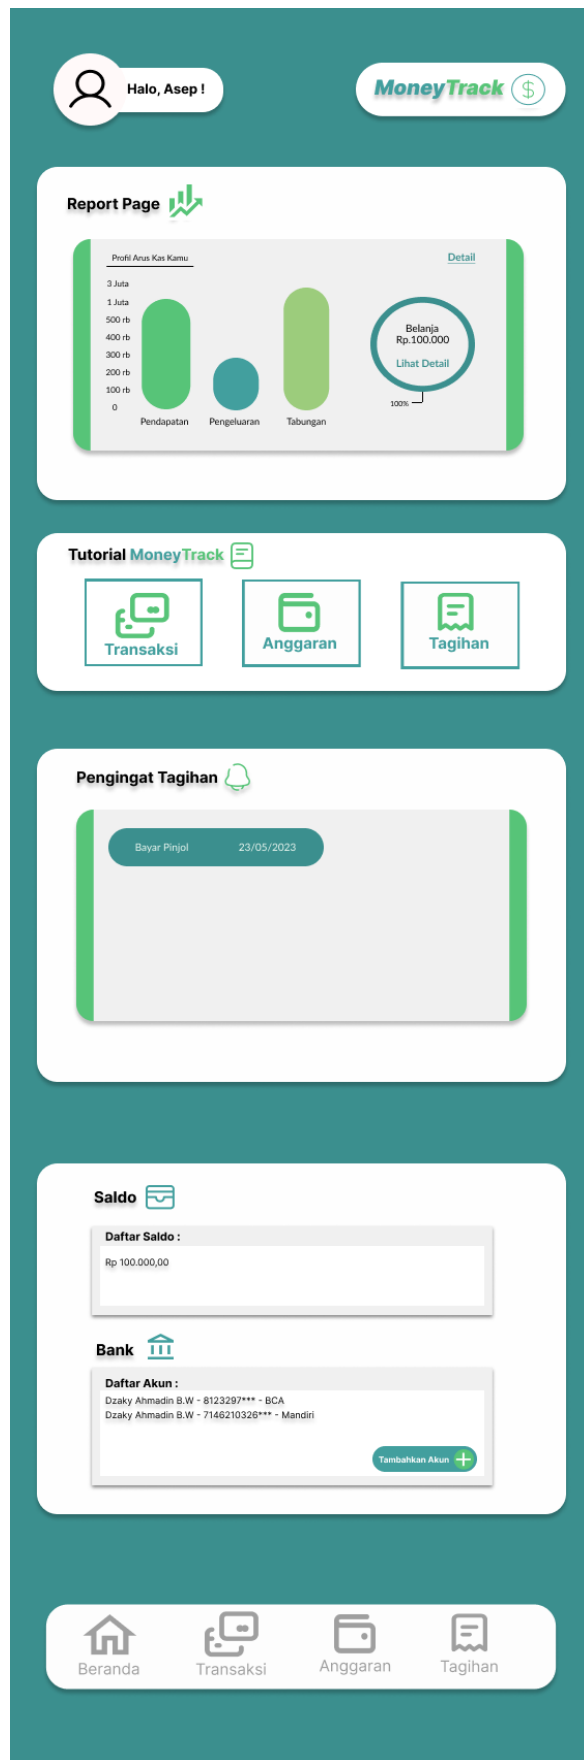 Halo, Asep !
MoneyTrack
Report Page
Profil Arus Kas Kamu
Detail
3 Juta
1 Juta
500 rb
400 rb
300 rb
200 rb
100 rb
0
Pendapatan Pengeluaran Tabungan
Belanja
Rp.100.000
Lihat Detail
100%
Tutorial MoneyTrack
Transaksi
Anggaran
Tagihan
Pengingat Tagihan
Bayar Pinjol 23/05/2023
Saldo
Daftar Saldo :
Rp 100.000,00
Bank
Daftar Akun :
Dzaky Ahmadin B.W - 8123297*** - BCA
Dzaky Ahmadin B.W - 7146210326*** - Mandiri
Tambahkan Akun
Beranda Transaksi Anggaran Tagihan